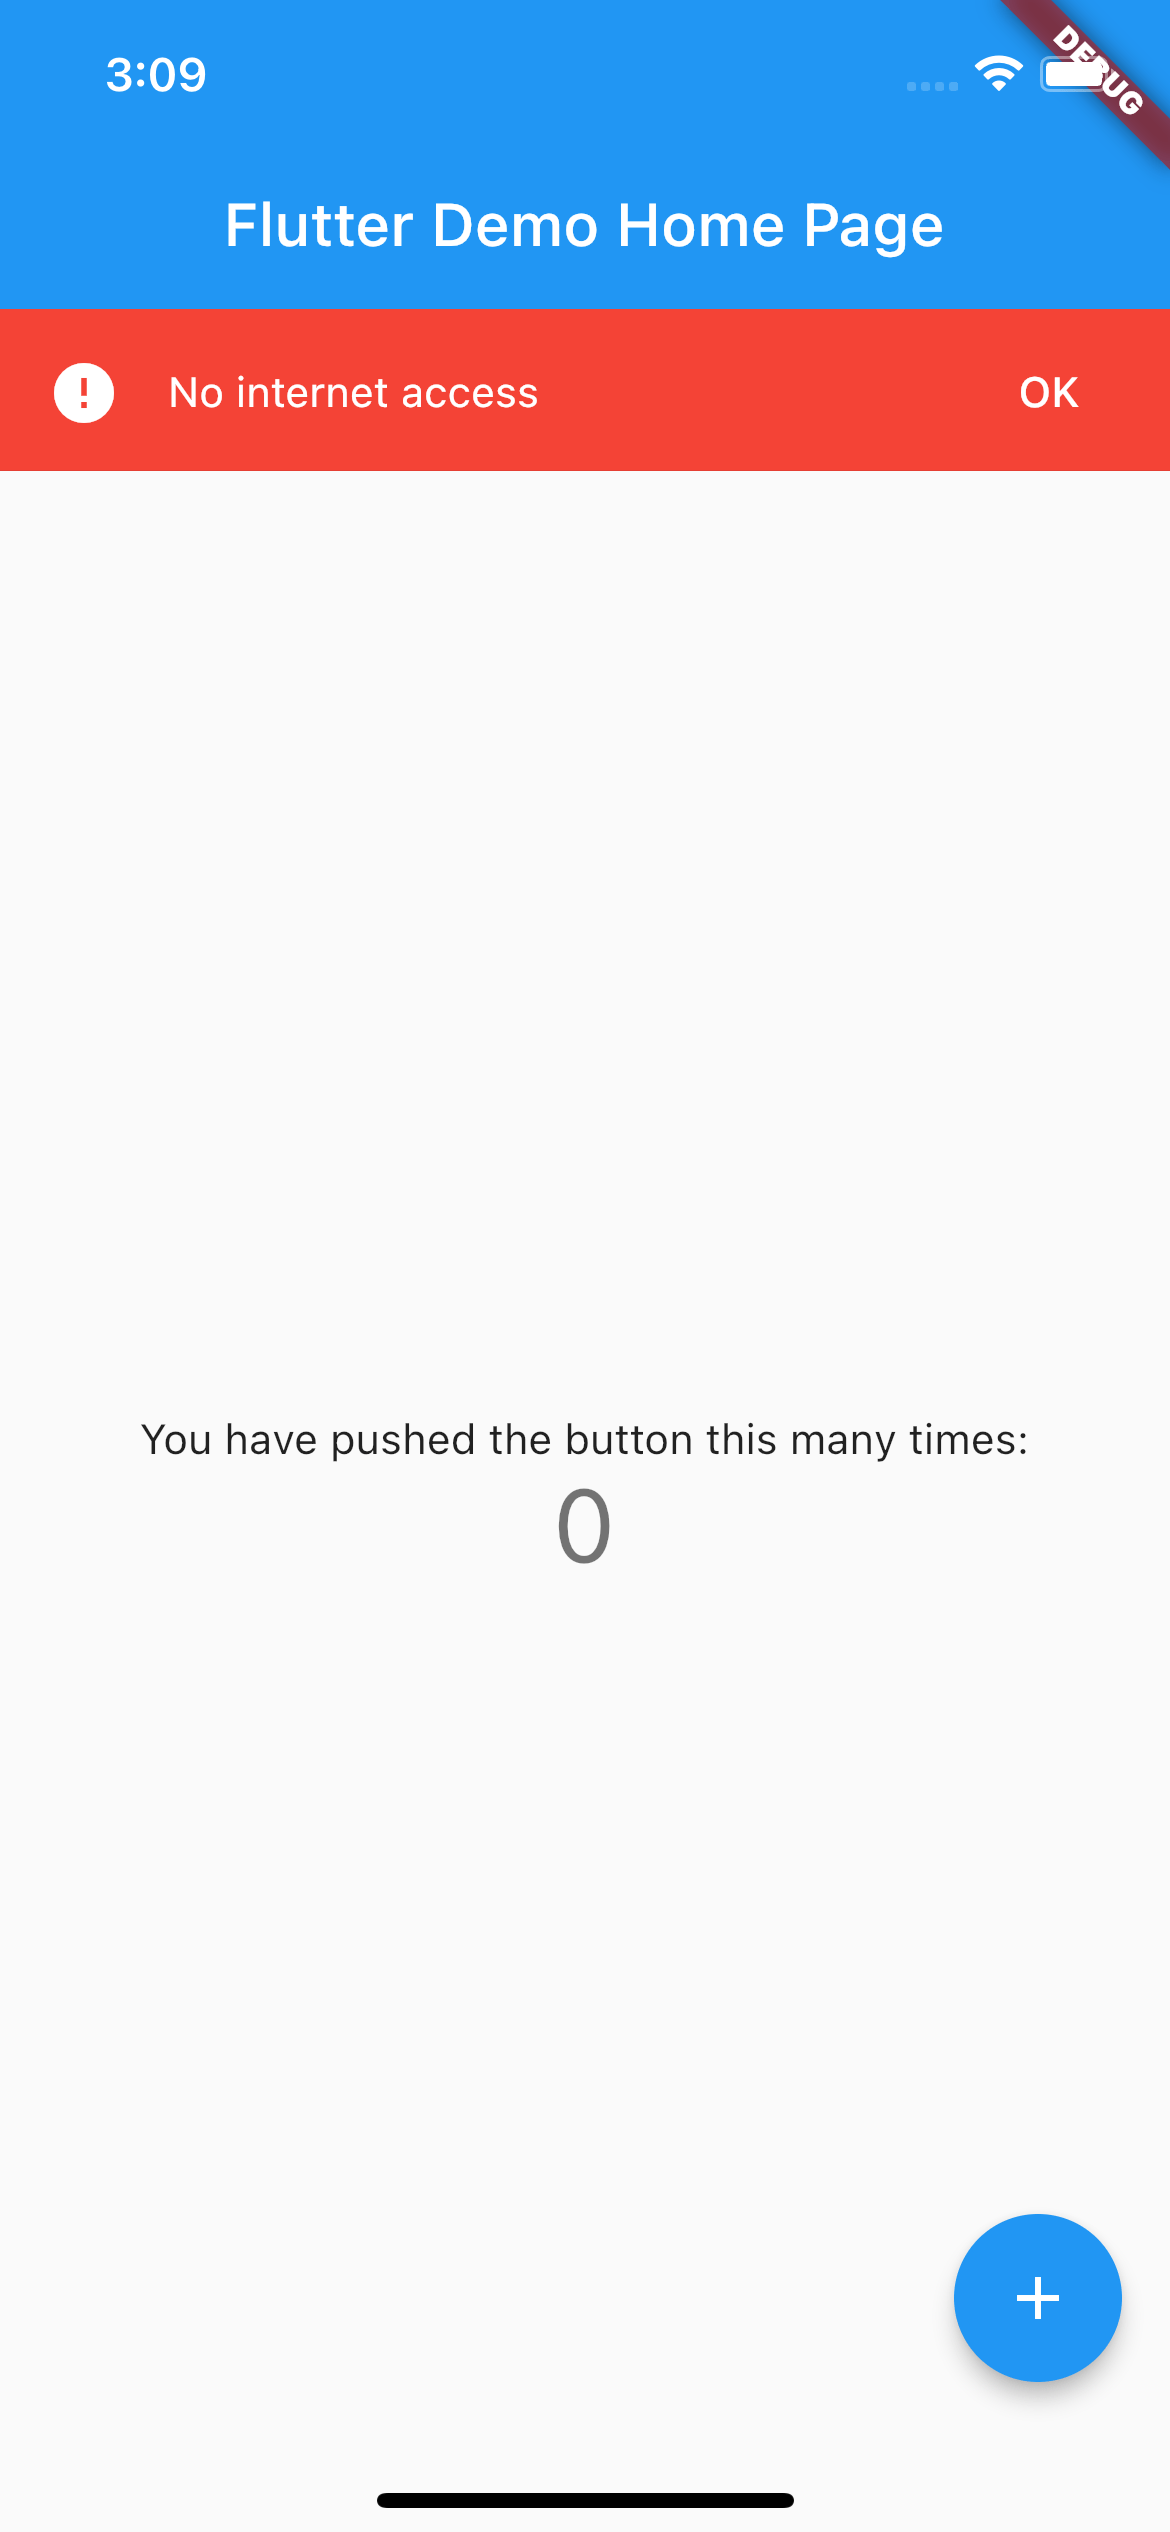 3:09
DEBUG
Flutter Demo Home Page
No internet access
OK
You have pushed the button this many times:
0